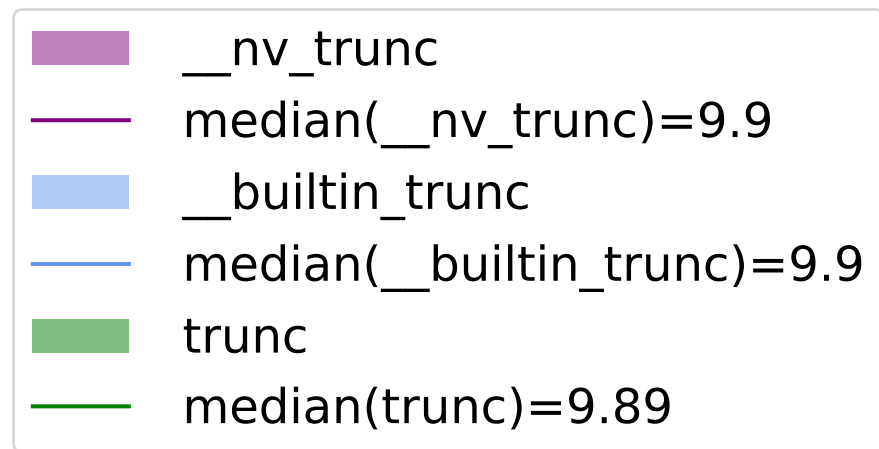 __nv_trunc
median(__nv_trunc)=9.9
__builtin_trunc
median(__builtin_trunc)=9.9
trunc
median(trunc)=9.89